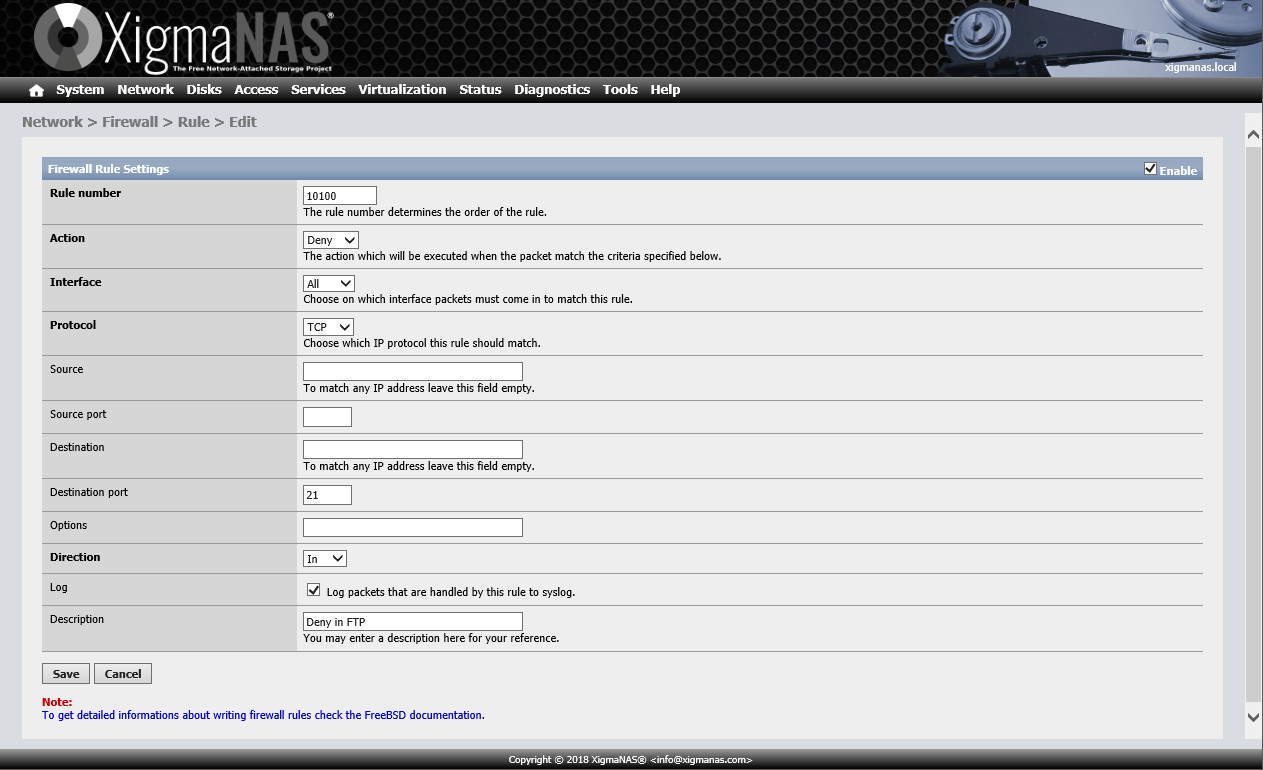 XigmaNAS®
The Free Network-Attached Storage Project
xigmanas.local
System Network Disks Access Services Virtualization Status Diagnostics Tools Help
Network > Firewall > Rule > Edit
Firewall Rule Settings Enable
Rule number 10100
The rule number determines the order of the rule.
Action Deny
The action which will be executed when the packet match the criteria specified below.
Interface All
Choose on which interface packets must come in to match this rule.
Protocol TCP
Choose which IP protocol this rule should match.
Source
To match any IP address leave this field empty.
Source port
Destination
To match any IP address leave this field empty.
Destination port 21
Options
Direction In
Log Log packets that are handled by this rule to syslog.
Description Deny in FTP
You may enter a description here for your reference.
Save Cancel
Note:
To get detailed informations about writing firewall rules check the FreeBSD documentation.
Copyright © 2018 XigmaNAS® <info@xigmanas.com>